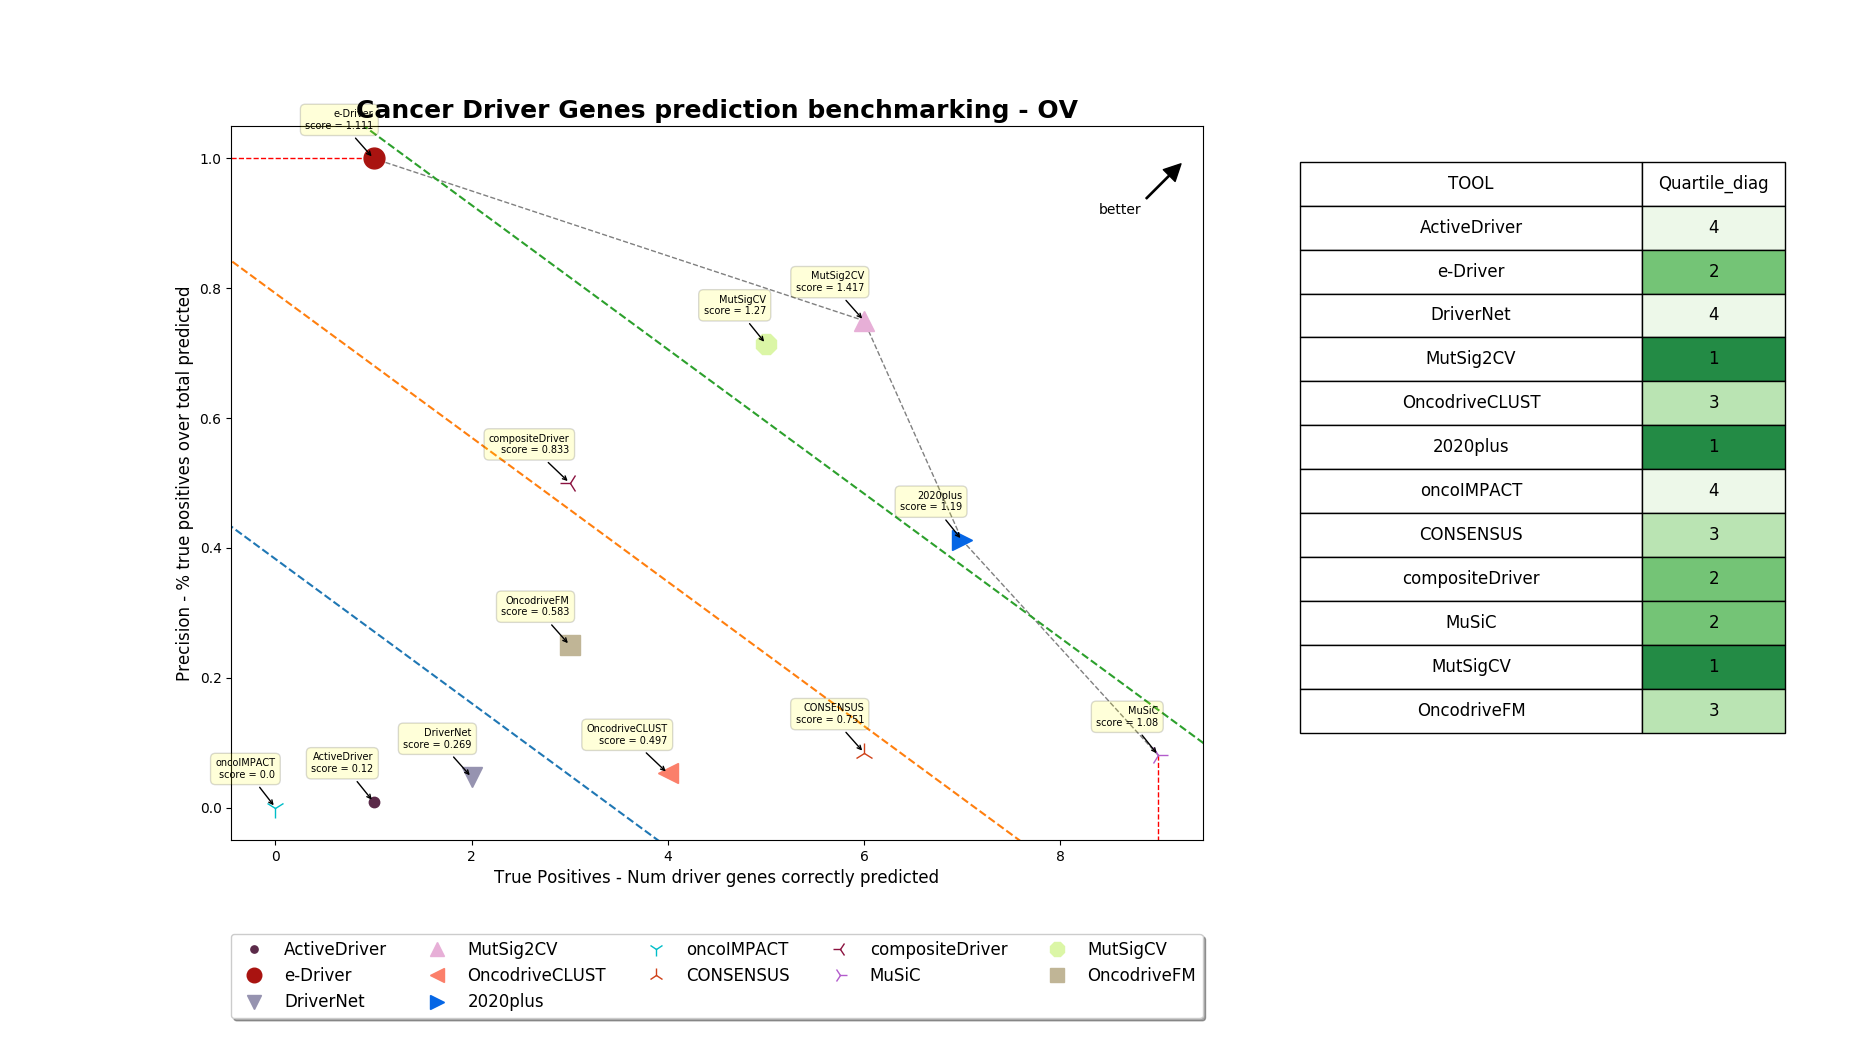 Cancer Driver Genes prediction benchmarking - OV
e-Driver
score = 1.111
better
MutSig2CV
score = 1.417
MutSigCV
score = 1.27
compositeDriver
score = 0.833
2020plus
score = 1.19
OncodriveFM
score = 0.583
CONSENSUS
score = 0.751
MuSiC
score = 1.08
OncodriveCLUST
score = 0.497
DriverNet
score = 0.269
ActiveDriver
score = 0.12
oncoIMPACT
score = 0.0
Precision - % true positives over total predicted
1.0
0.8
0.6
0.4
0.2
0.0
0 2 4 6 8
True Positives - Num driver genes correctly predicted
ActiveDriver MutSig2CV oncoIMPACT compositeDriver MutSigCV
e-Driver OncodriveCLUST CONSENSUS MuSiC OncodriveFM
DriverNet 2020plus
TOOL Quartile_diag
ActiveDriver 4
e-Driver 2
DriverNet 4
MutSig2CV 1
OncodriveCLUST 3
2020plus 1
oncoIMPACT 4
CONSENSUS 3
compositeDriver 2
MuSiC 2
MutSigCV 1
OncodriveFM 3